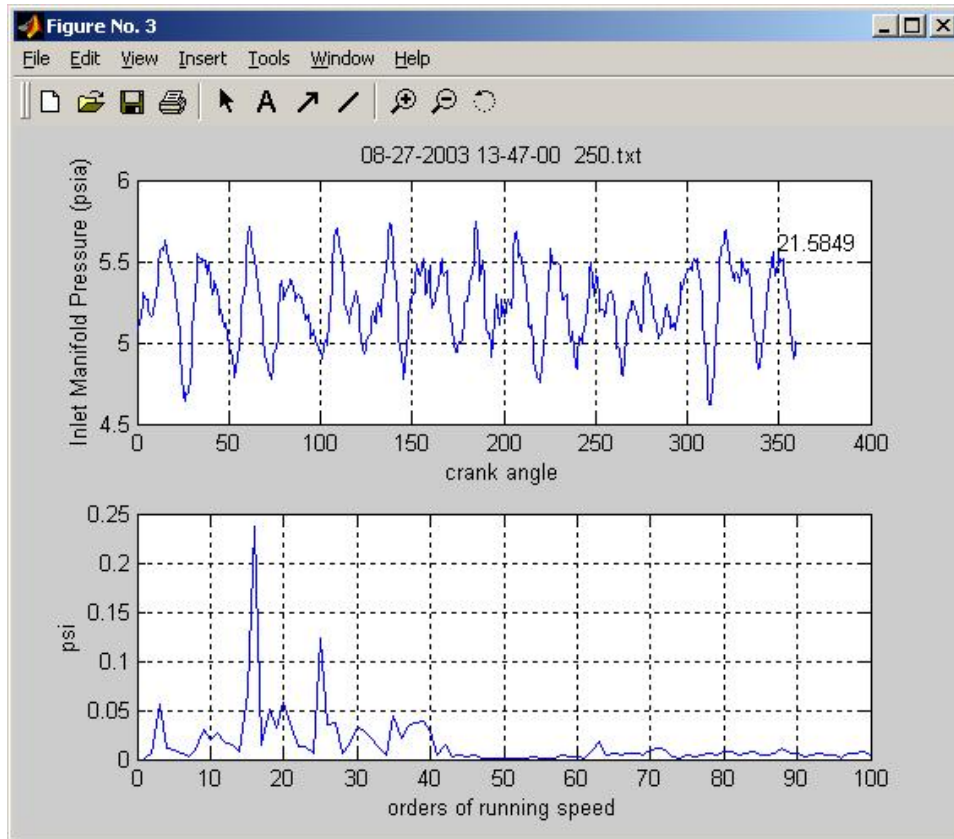 Figure No. 3
File Edit View Insert Tools Window Help
A
08-27-2003 13-47-00 250.txt
Inlet Manifold Pressure (psia)
6
5.5
5
4.5
21.5849
0 50 100 150 200 250 300 350 400
crank angle
psi
0.25
0.2
0.15
0.1
0.05
0
0 10 20 30 40 50 60 70 80 90 100
orders of running speed